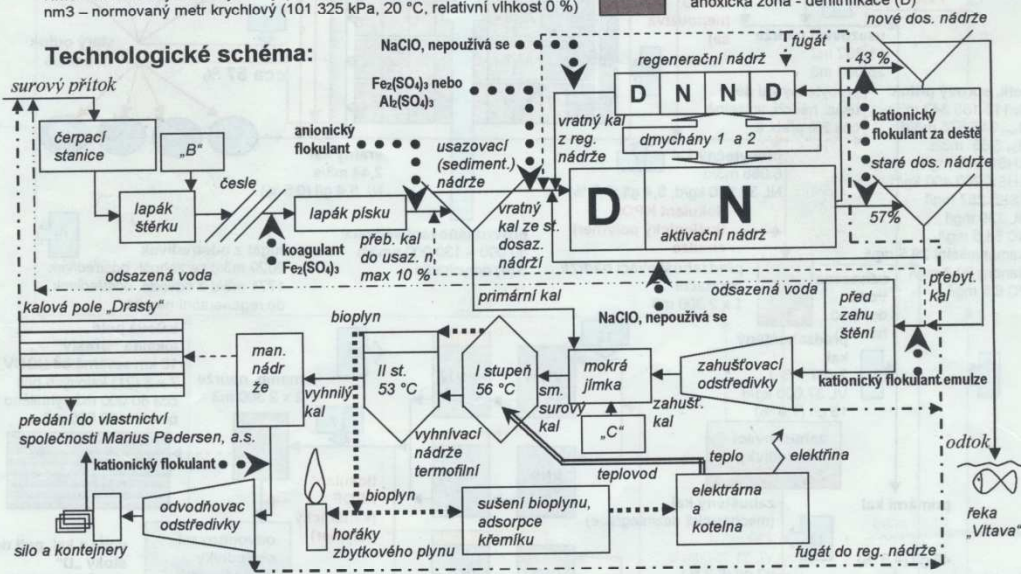 nm3 – normovaný metr krychlový (101 325 kPa, 20 °C, relativní vlhkost 0 %)
anoxická zóna - denitrifikace (D)
Technologické schéma:
NaClO, nepoužívá se
fugát
nové dos. nádrže
regenerační nádrž
43 %
surový přítok
Fe₂(SO₄)₃ nebo
Al₂(SO₄)₃
D N N D
vratný kal
z reg.
nádrže
kationický
flokulant za deště
čerpací
stanice
„B"
anionický
flokulant
usazovací
(sediment.)
nádrže
dmychány 1 a 2
staré dos. nádrže
česle
lapák
štěrku
lapák písku
vratný
kal ze st.
dosaz.
nádrží
D N
aktivační nádrž
57%
přeb. kal
do usaz. n.
max 10 %
koagulant
Fe₂(SO₄)₃
odsazená voda
primární kal
odsazená voda
přebyt.
kal
kalová pole „Drasty"
bioplyn
NaClO, nepoužívá se
před
zahu
štění
man.
nádr
že
II st.
53 °C
I stupeň
56 °C
mokrá
jímka
zahušťovací
odstředivky
kationický flokulant emulze
vyhnilý
kal
sm.
surový
kal
zahušť.
kal
předání do vlastnictví
společnosti Marius Pedersen, a.s.
vyhnívací
nádrže
termofilní
„C"
teplo
elektřina
odtok
kationický flokulant
teplovod
bioplyn
odvodňovací
odstředivky
sušení bioplynu,
adsorpce
křemíku
elektrárna
a
kotelna
řeka
„Vltava"
silo a kontejnery
hořáky
zbytkového plynu
fugát do reg. nádrže